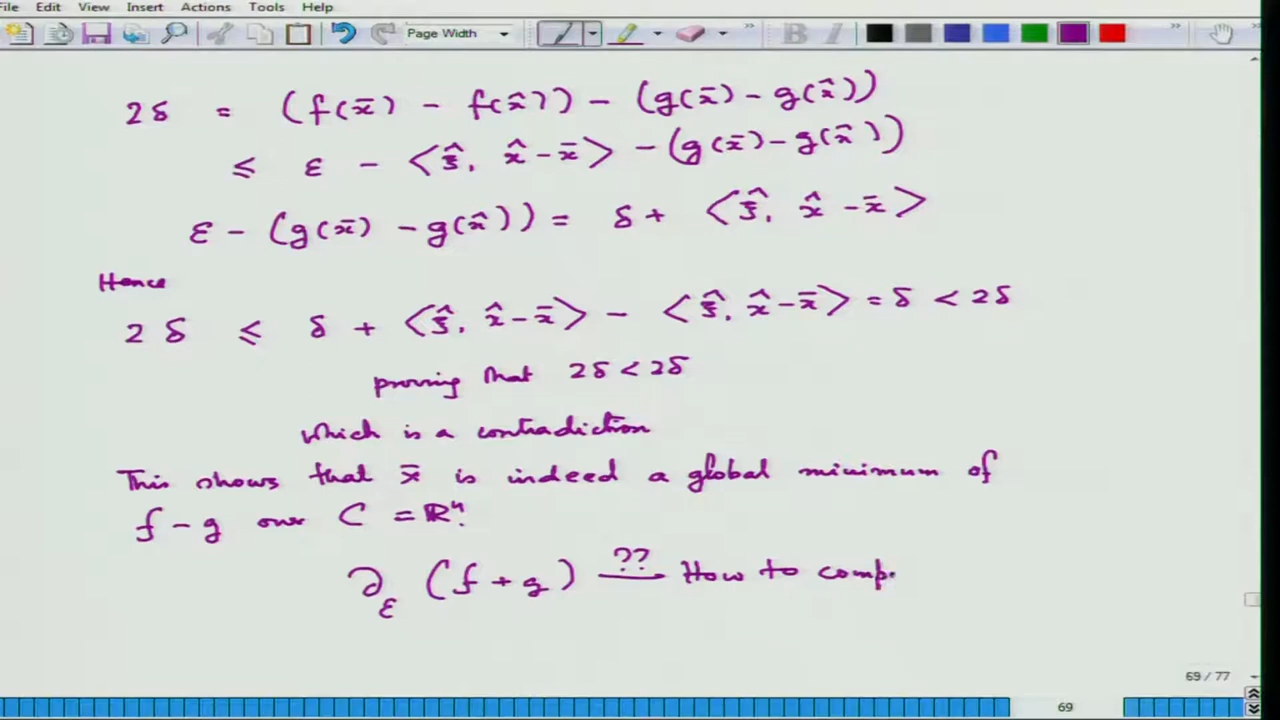 File Edit View Insert Actions Tools Help
Page Width
2δ = (f(x̄) - f(x̂)) - (g(x̄) - g(x̂))
≤ ε - <ξ̂, x̂ - x̄> - (g(x̄) - g(x̂))
ε - (g(x̄) - g(x̂)) = δ + <ξ̂, x̂ - x̄>
Hence
2δ ≤ δ + <ξ̂, x̂ - x̄> - <ξ̂, x̂ - x̄> = δ < 2δ
proving that 2δ < 2δ
which is a contradiction
This shows that x̄ is indeed a global minimum of
f - g over C = ℝⁿ.
∂_ε (f + g) ?? How to comp.
69 / 77
69